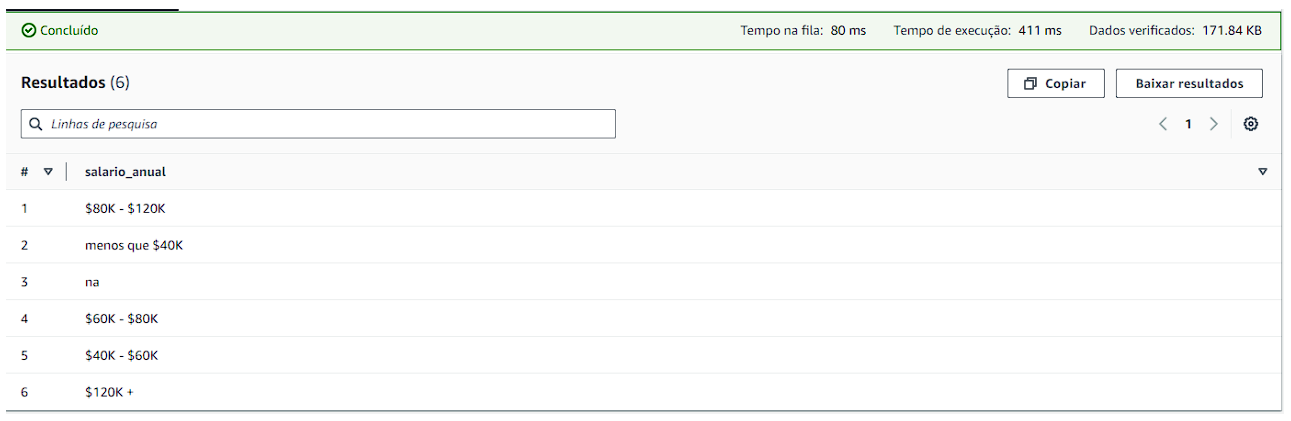 Concluído Tempo na fila: 80 ms Tempo de execução: 411 ms Dados verificados: 171.84 KB
Resultados (6) Copiar Baixar resultados
Linhas de pesquisa 1
# salario_anual
1 $80K - $120K
2 menos que $40K
3 na
4 $60K - $80K
5 $40K - $60K
6 $120K +